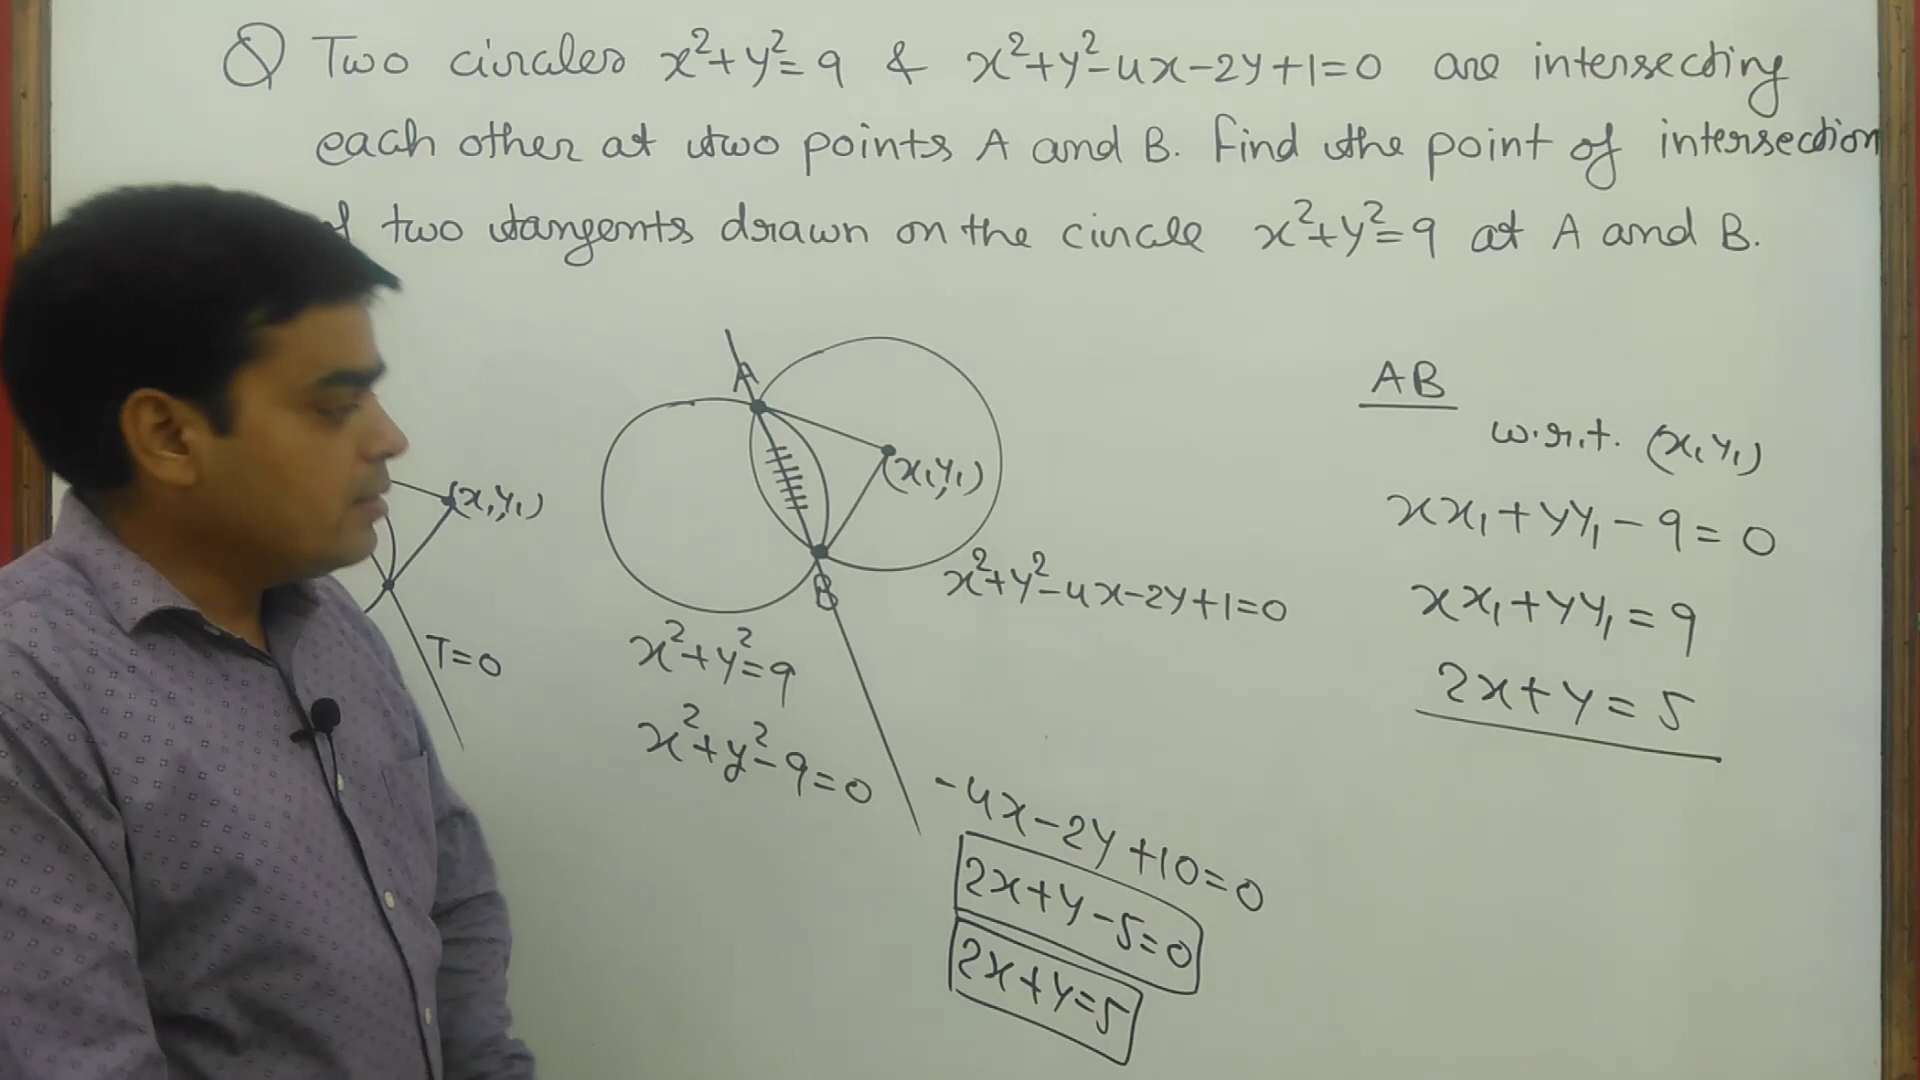 Q Two circles x²+y²=9 & x²+y²-4x-2y+1=0 are intersecting
each other at two points A and B. Find the point of intersection
two tangents drawn on the circle x²+y²=9 at A and B.
A
(x₁,y₁)
B
x²+y²-4x-2y+1=0
x²+y²=9
x²+y²-9=0
(x₁,y₁)
T=0
-4x-2y+10=0
2x+y-5=0
2x+y=5
AB
w.r.t. (x₁y₁)
xx₁+yy₁-9=0
xx₁+yy₁=9
2x+y=5